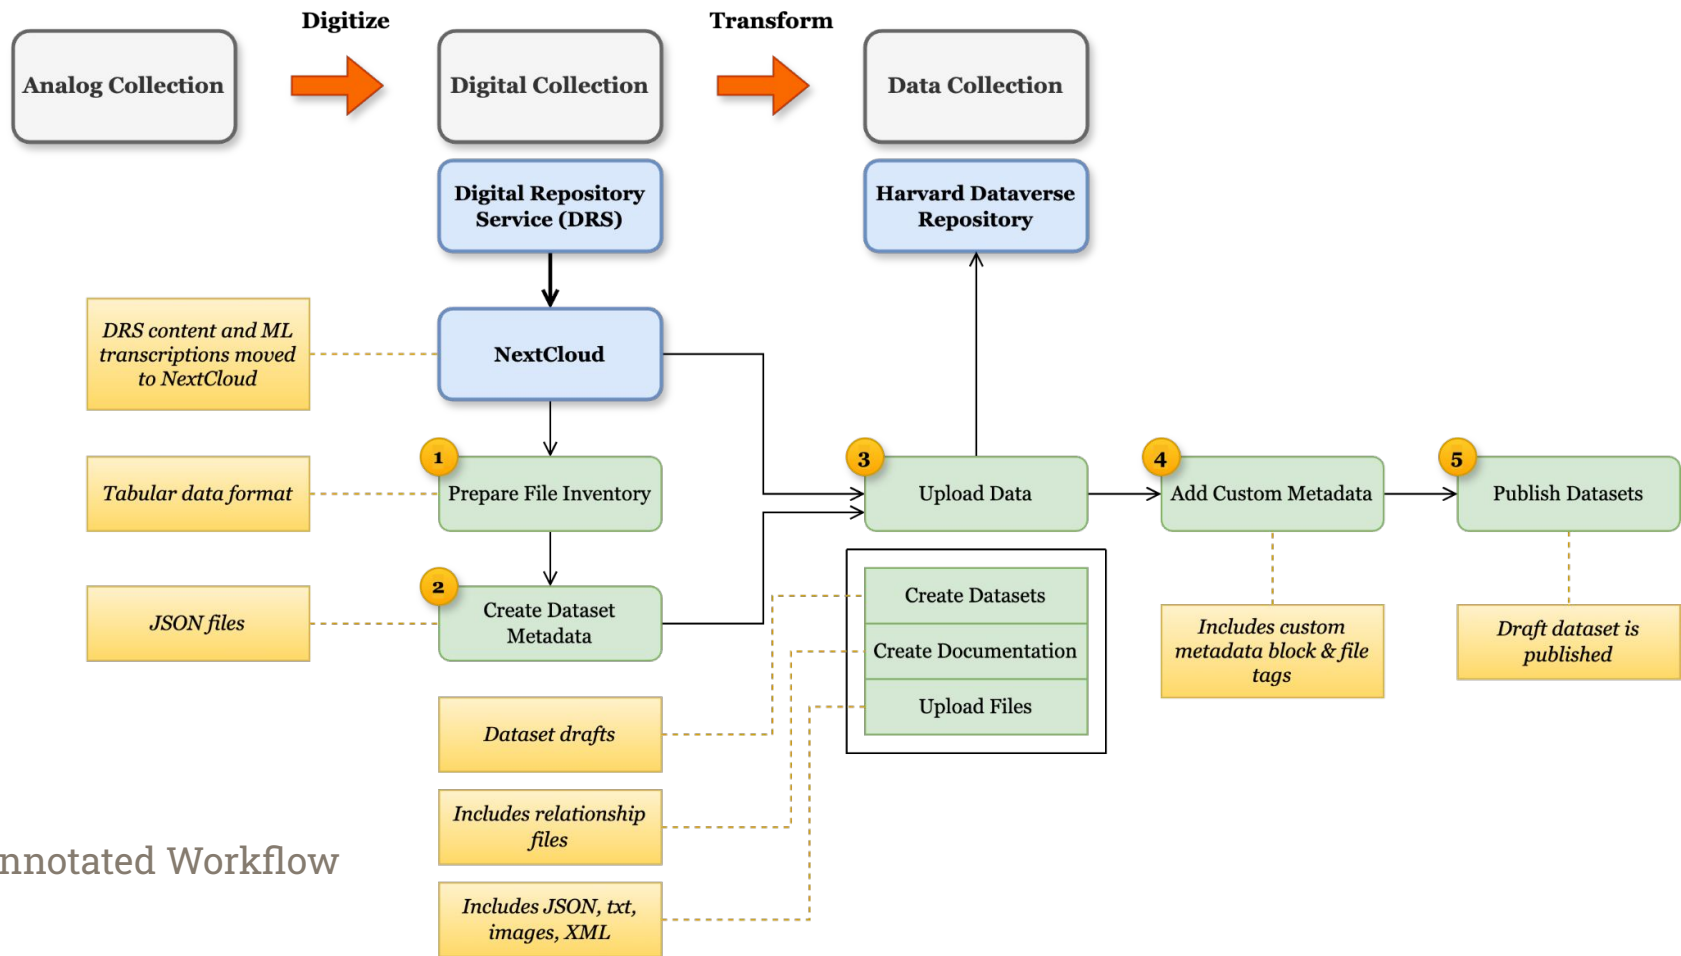 Digitize
Transform
Analog Collection
Digital Collection
Data Collection
Digital Repository
Service (DRS)
Harvard Dataverse
Repository
DRS content and ML
transcriptions moved
to NextCloud
NextCloud
1
3
4
5
Tabular data format
Prepare File Inventory
Upload Data
Add Custom Metadata
Publish Datasets
2
JSON files
Create Dataset
Metadata
Create Datasets
Create Documentation
Upload Files
Includes custom
metadata block & file
tags
Draft dataset is
published
Dataset drafts
Includes relationship
files
Includes JSON, txt,
images, XML
nnotated Workflow